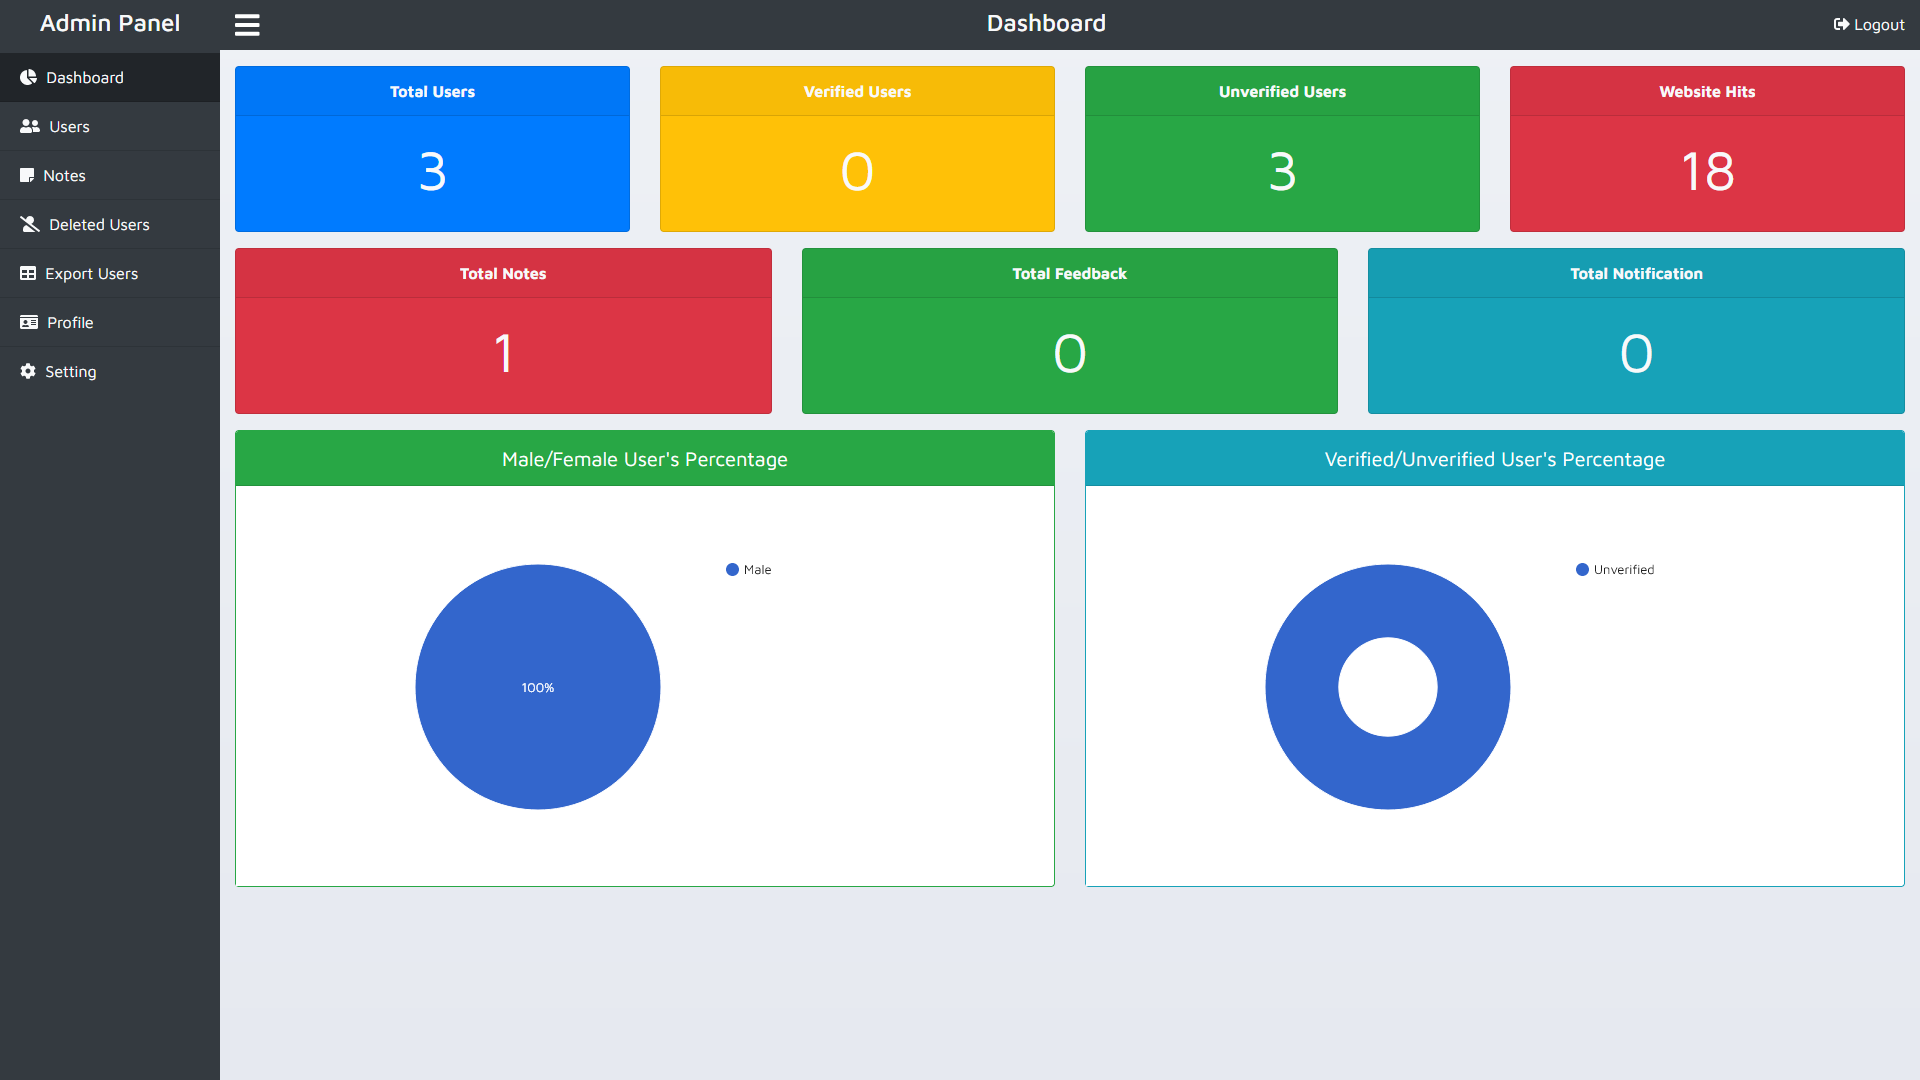 Admin Panel
Dashboard
Logout
Dashboard
Users
Notes
Deleted Users
Export Users
Profile
Setting
Total Users
3
Verified Users
0
Unverified Users
3
Website Hits
18
Total Notes
1
Total Feedback
0
Total Notification
0
Male/Female User's Percentage
100%
Male
Verified/Unverified User's Percentage
Unverified